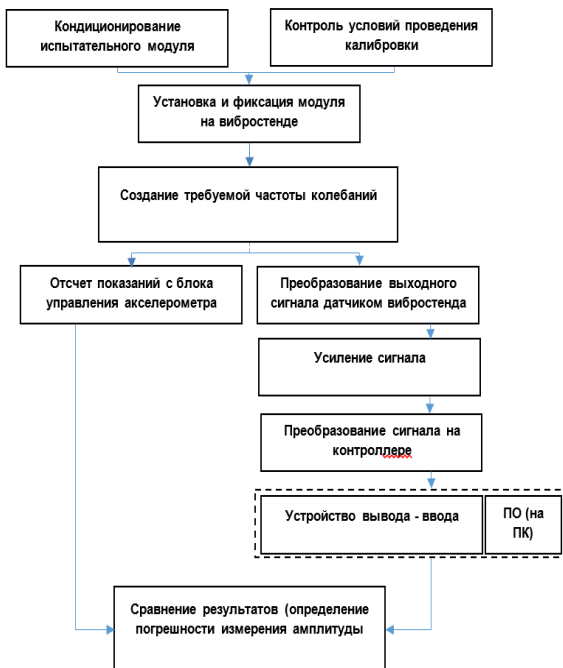 Кондиционирование
испытательного модуля
Контроль условий проведения
калибровки
Установка и фиксация модуля
на вибростенде
Создание требуемой частоты колебаний
Отсчет показаний с блока
управления акселерометра
Преобразование выходного
сигнала датчиком вибростенда
Усиление сигнала
Преобразование сигнала на
контроллере
Устройство вывода - ввода
ПО (на
ПК)
Сравнение результатов (определение
погрешности измерения амплитуды